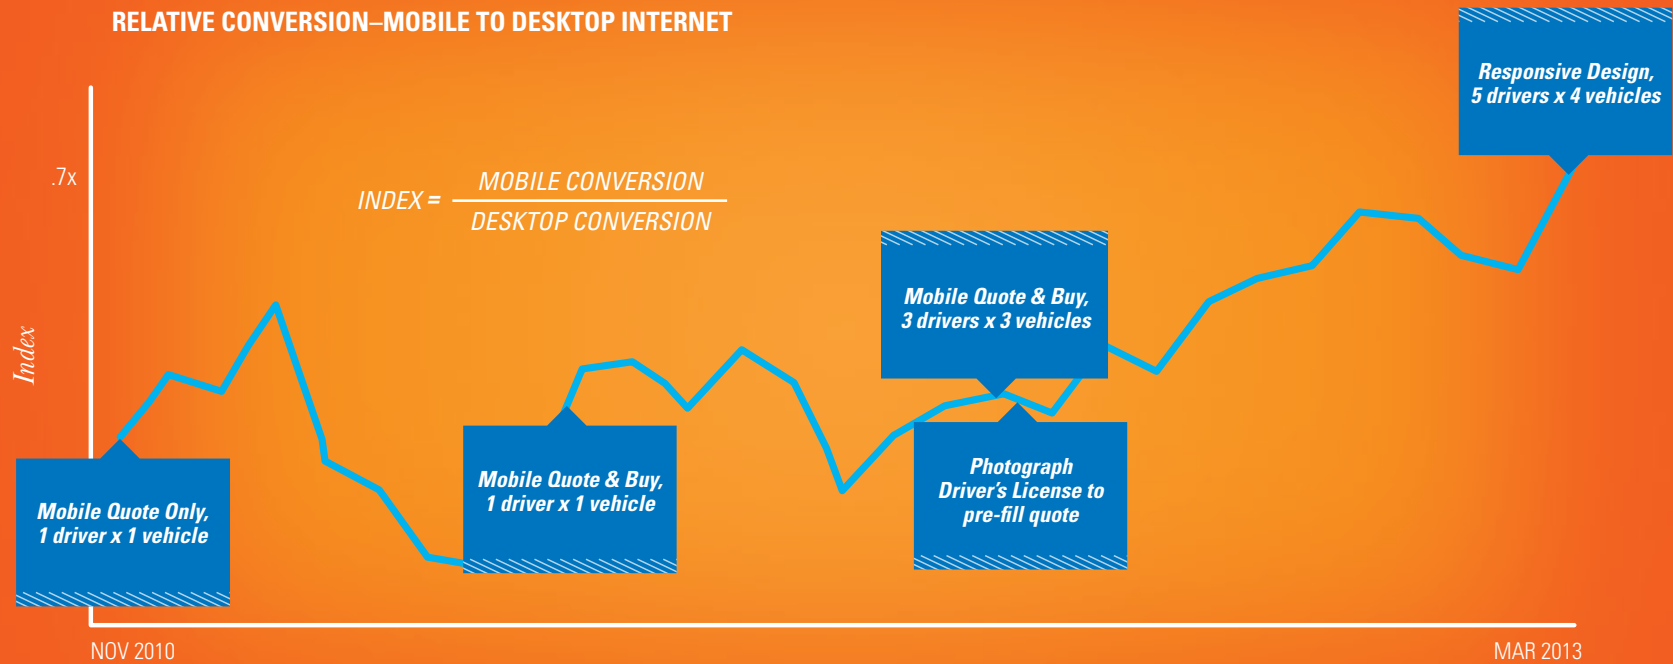 RELATIVE CONVERSION–MOBILE TO DESKTOP INTERNET
Responsive Design,
5 drivers x 4 vehicles
.7x
INDEX = MOBILE CONVERSION
DESKTOP CONVERSION
Mobile Quote & Buy,
3 drivers x 3 vehicles
Index
Photograph
Driver’s License to
pre-fill quote
Mobile Quote & Buy,
1 driver x 1 vehicle
Mobile Quote Only,
1 driver x 1 vehicle
NOV 2010
MAR 2013